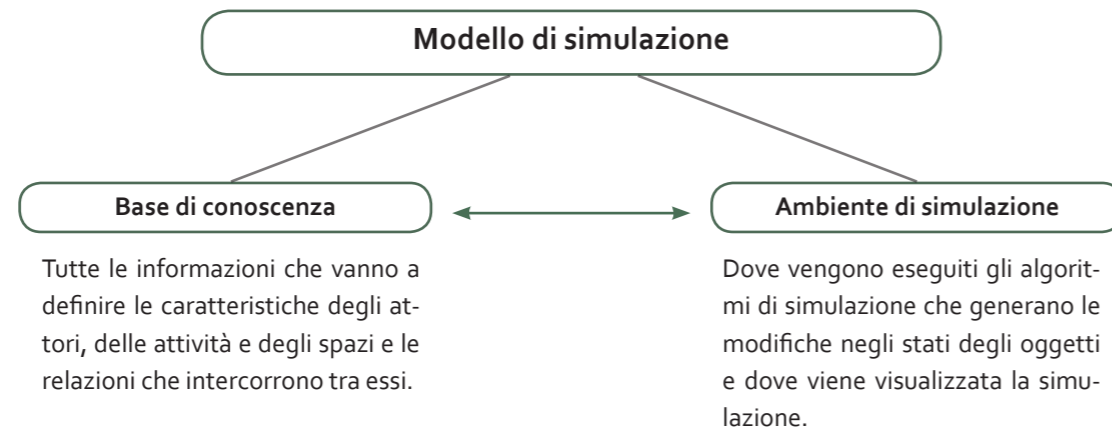 Modello di simulazione
Base di conoscenza
Tutte le informazioni che vanno a
definire le caratteristiche degli at-
tori, delle attività e degli spazi e le
relazioni che intercorrono tra essi.
Ambiente di simulazione
Dove vengono eseguiti gli algorit-
mi di simulazione che generano le
modifiche negli stati degli oggetti
e dove viene visualizzata la simu-
lazione.